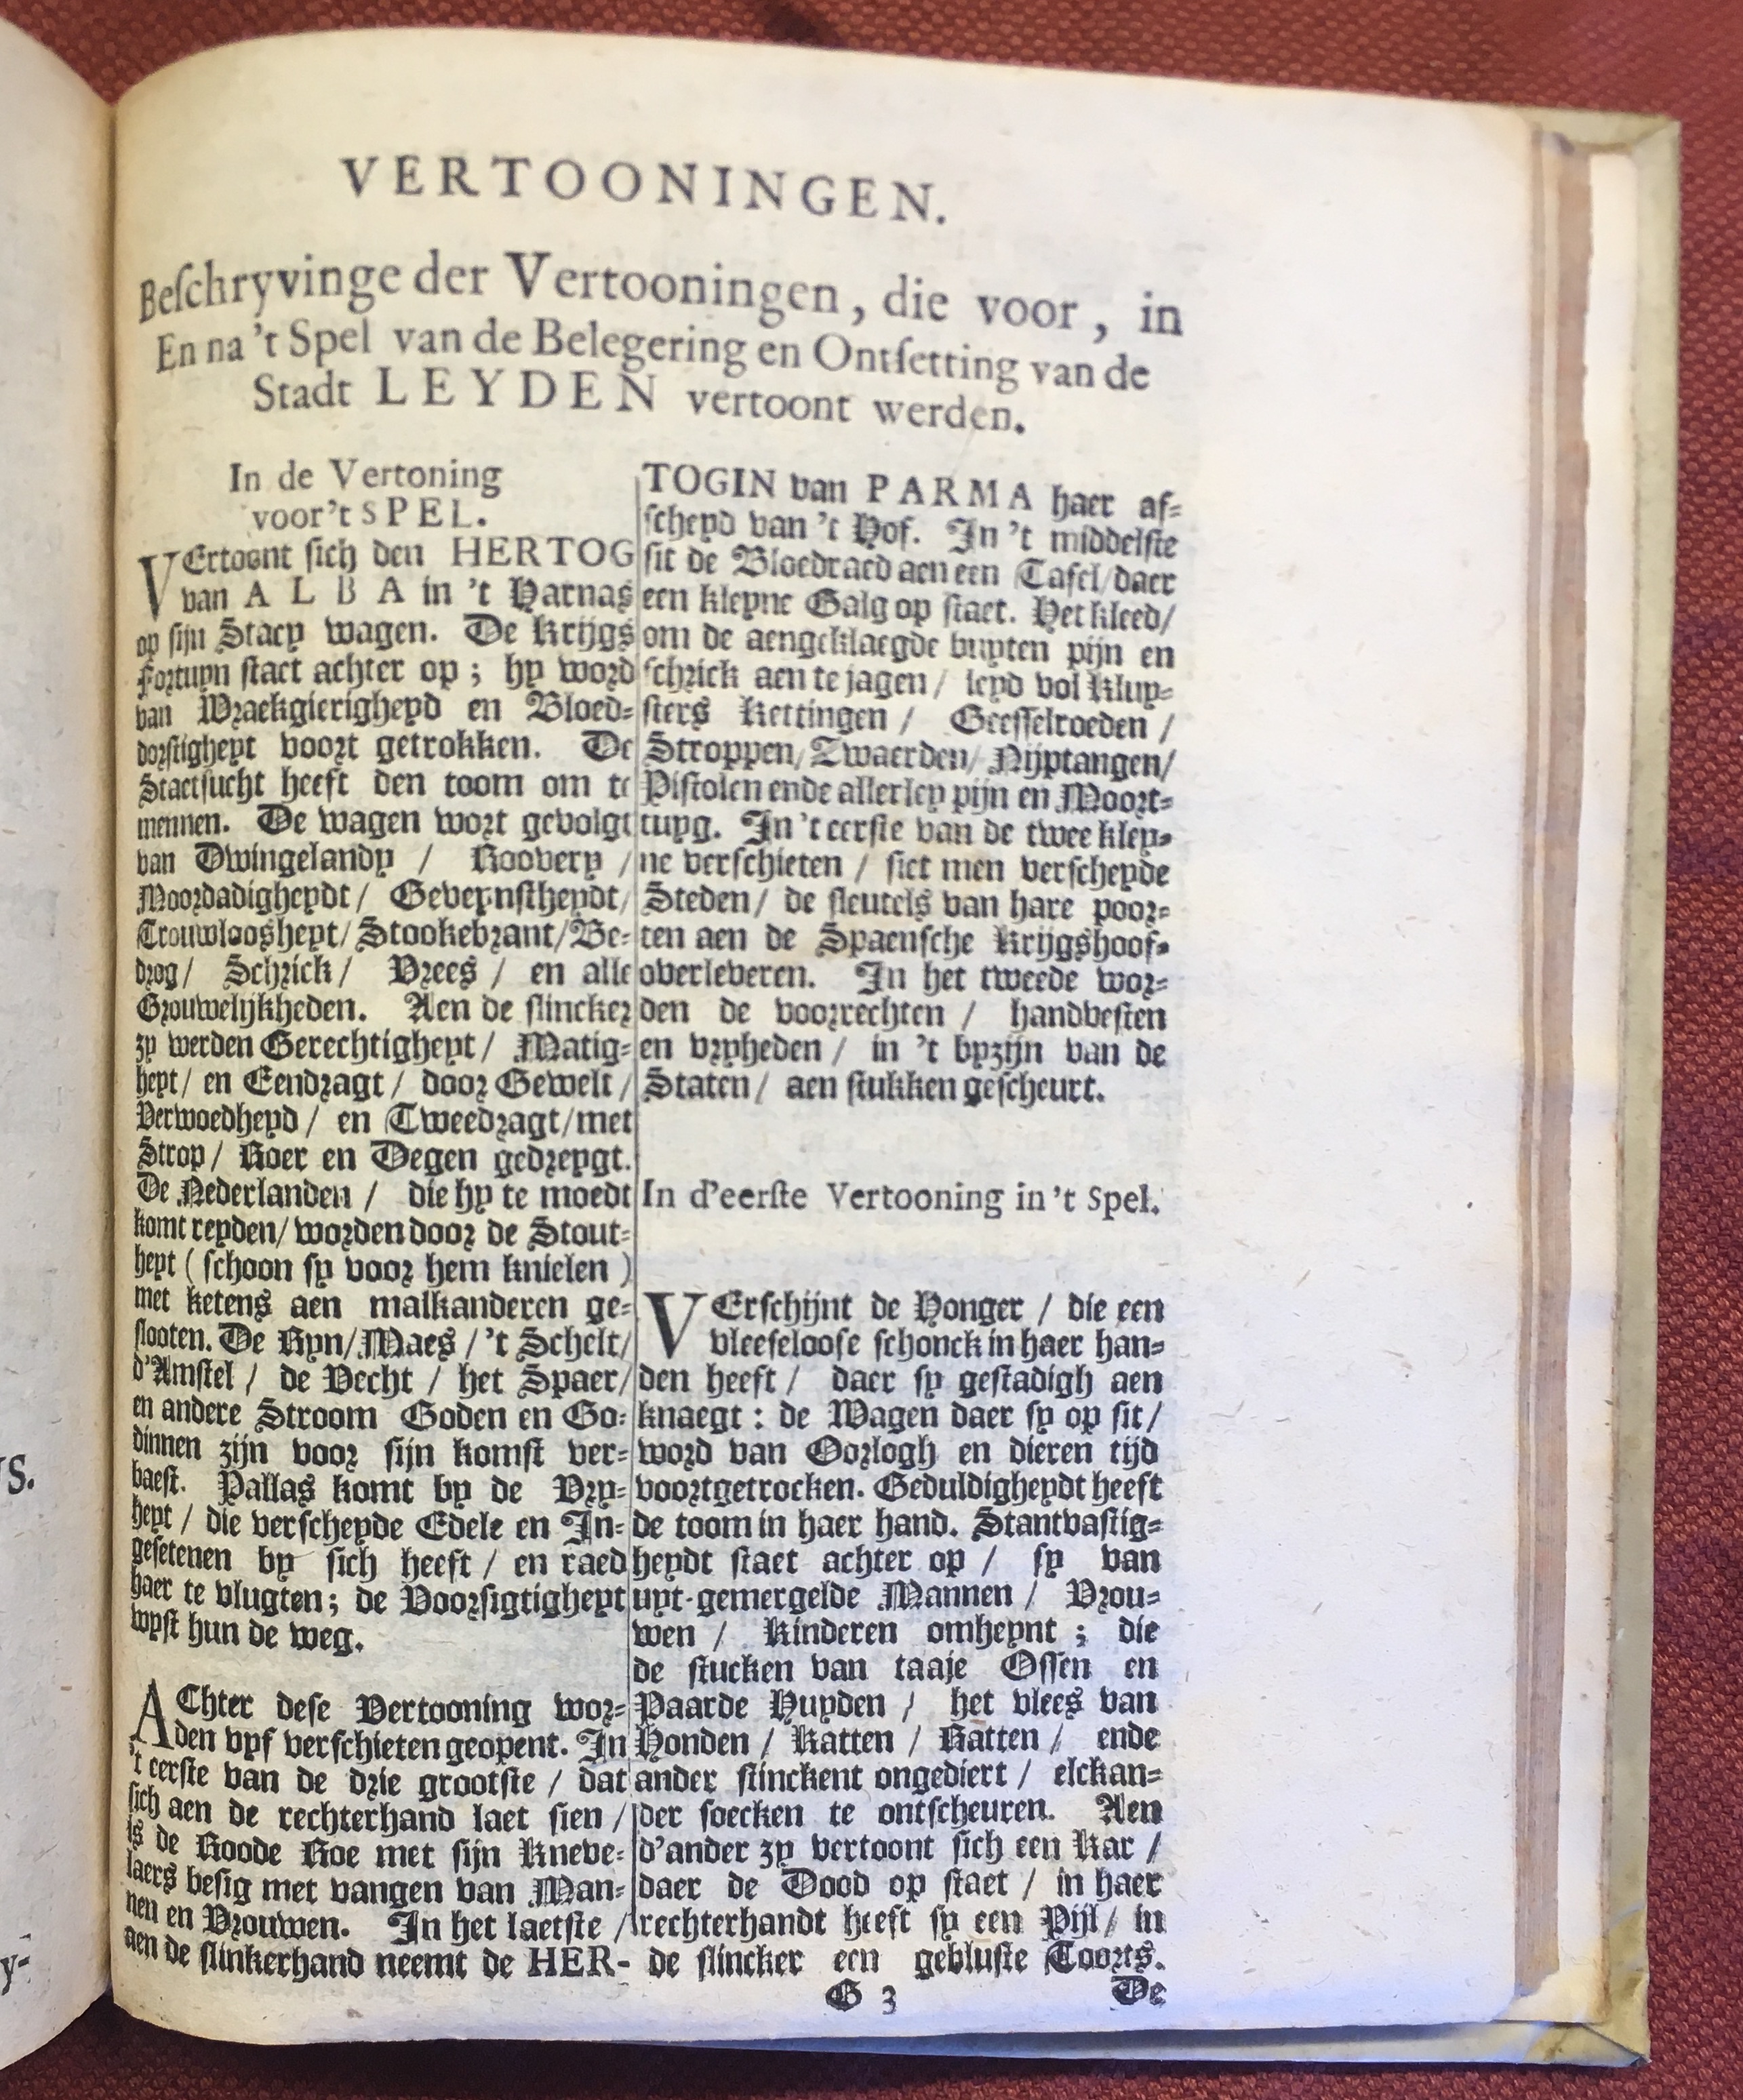 VERTOONINGEN.
Beſchryvinge der Vertooningen, die voor, in
En na 't Spel van de Belegering en Ontſetting van de
Stadt LEYDEN vertoont werden.
In de Vertoning
voor't SPEL.
VErtoont ſich den HERTOG
van ALBA in 't Harnas
op ſijn Stacy wagen. De Krijgs
Fortuyn staet achter op; hy word
van Wraekgierigheyd en Bloed-
dorſtigheyt voort getrokken. De
Staetſucht heeft den toom om te
mennen. De wagen wort gevolgt
van Dwingelandy / Roovery /
Moordadigheydt / Geveynſtheydt /
Trouwloosheyt / Stookebrant / Be-
drog / Schrick / Vrees / en alle
Grouwelijkheden. Aen de ſlincker
zy werden Gerechtigheyt / Matig-
heyt / en Eendragt / door Gewelt /
Verwoedheyd / en Tweedragt / met
Strop / Roer en Degen gedreygt.
De Nederlanden / die hy te moedt
komt reyden / worden door de Stout-
heyt ( ſchoon ſy voor hem knielen )
met ketens aen malkanderen ge-
ſlooten. De Ryn / Maes / 't Schelt /
d'Amſtel / de Vecht / het Spaer /
en andere Stroom Goden en Go-
dinnen zijn voor ſijn komſt ver-
baeſt. Pallas komt by de Vry-
heyt / die verſcheyde Edele en In-
geſetenen by ſich heeft / en raed
haer te vlugten; de Voorſigtigheyt
wyſt hun de weg.
AChter deſe Vertooning wor-
den vyf verſchieten geopent. In
't eerſte van de drie grootſte / dat
ſich aen de rechterhand laet ſien /
is de Roode Roe met ſijn Kneve-
laers beſig met vangen van Man-
nen en Vrouwen. In het laetſte /
aen de ſlinkerhand neemt de HER-
TOGIN van PARMA haer af-
ſcheyd van 't Hof. In 't middelſte
ſit de Bloedraed aen een Tafel / daer
een kleyne Galg op ſtaet. Het kleed /
om de aengeklaegde buyten pijn en
ſchrick aen te jagen / leyd vol Kluy-
ſters Kettingen / Geeſſelroeden /
Stroppen / Zwaerden / Nijptangen /
Piſtolen ende allerley pijn en Moort-
tuyg. In 't eerſte van de twee kley-
ne verſchieten / ſiet men verſcheyde
Steden / de ſleutels van hare poor-
ten aen de Spaenſche Krijgshoof-
overleveren. In het tweede wor-
den de voorrechten / handveſten
en vryheden / in 't byzijn van de
Staten / aen ſtukken geſcheurt.
In d'eerſte Vertooning in 't Spel.
VErſchijnt de Honger / die een
vleeſelooſe ſchonck in haer han-
den heeft / daer ſy geſtadigh aen
knaegt : de Wagen daer ſy op ſit /
word van Oorlogh en dieren tijd
voortgetrocken. Geduldigheydt heeft
de toom in haer hand. Stantvaſtig-
heydt ſtaet achter op / ſy van
uyt-gemergelde Mannen / Vrou-
wen / Kinderen omheynt ; die
de ſtucken van taaje Oſſen en
Paarde Huyden / het vlees van
Honden / Katten / Ratten / ende
ander ſtinckent ongediert / elckan-
der ſoecken te ontſcheuren. Aen
d'ander zy vertoont ſich een Kar /
daer de Dood op ſtaet / in haer
rechterhandt heeft ſy een Pijl / in
de ſlincker een gebluſte Toorts.
G 3 De